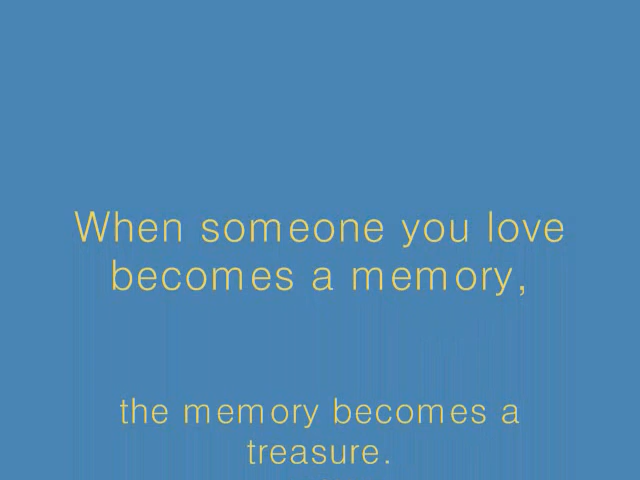 When someone you love
becomes a memory,
the memory becomes a
treasure.